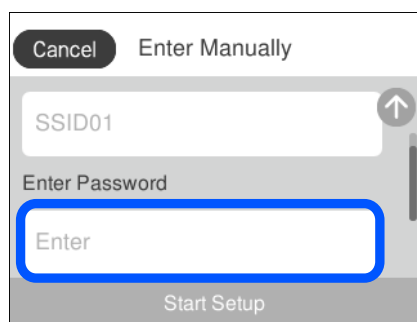 Cancel Enter Manually
SSID01
Enter Password
Enter
Start Setup